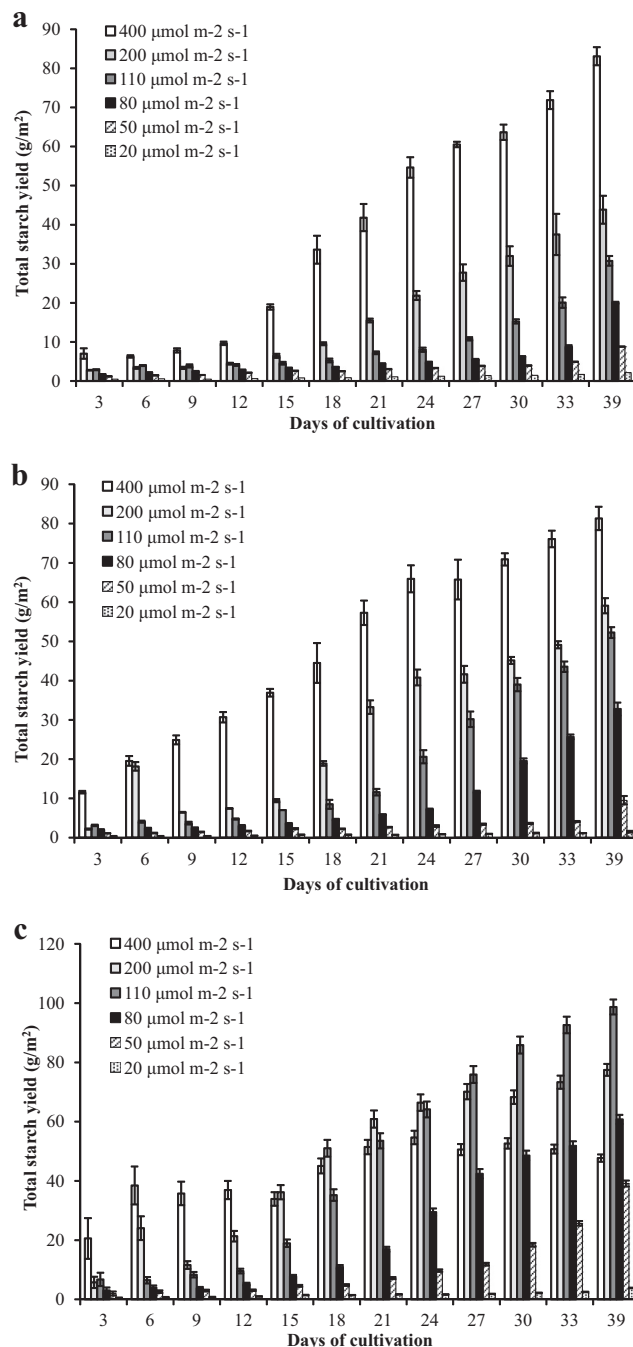 a
90
80
70
60
50
40
30
20
10
0
Total starch yield (g/m²)
400 μmol m-2 s-1
200 μmol m-2 s-1
110 μmol m-2 s-1
80 μmol m-2 s-1
50 μmol m-2 s-1
20 μmol m-2 s-1
3 6 9 12 15 18 21 24 27 30 33 39
Days of cultivation
b
90
80
70
60
50
40
30
20
10
0
Total starch yield (g/m²)
400 μmol m-2 s-1
200 μmol m-2 s-1
110 μmol m-2 s-1
80 μmol m-2 s-1
50 μmol m-2 s-1
20 μmol m-2 s-1
3 6 9 12 15 18 21 24 27 30 33 39
Days of cultivation
c
120
100
80
60
40
20
0
Total starch yield (g/m²)
400 μmol m-2 s-1
200 μmol m-2 s-1
110 μmol m-2 s-1
80 μmol m-2 s-1
50 μmol m-2 s-1
20 μmol m-2 s-1
3 6 9 12 15 18 21 24 27 30 33 39
Days of cultivation